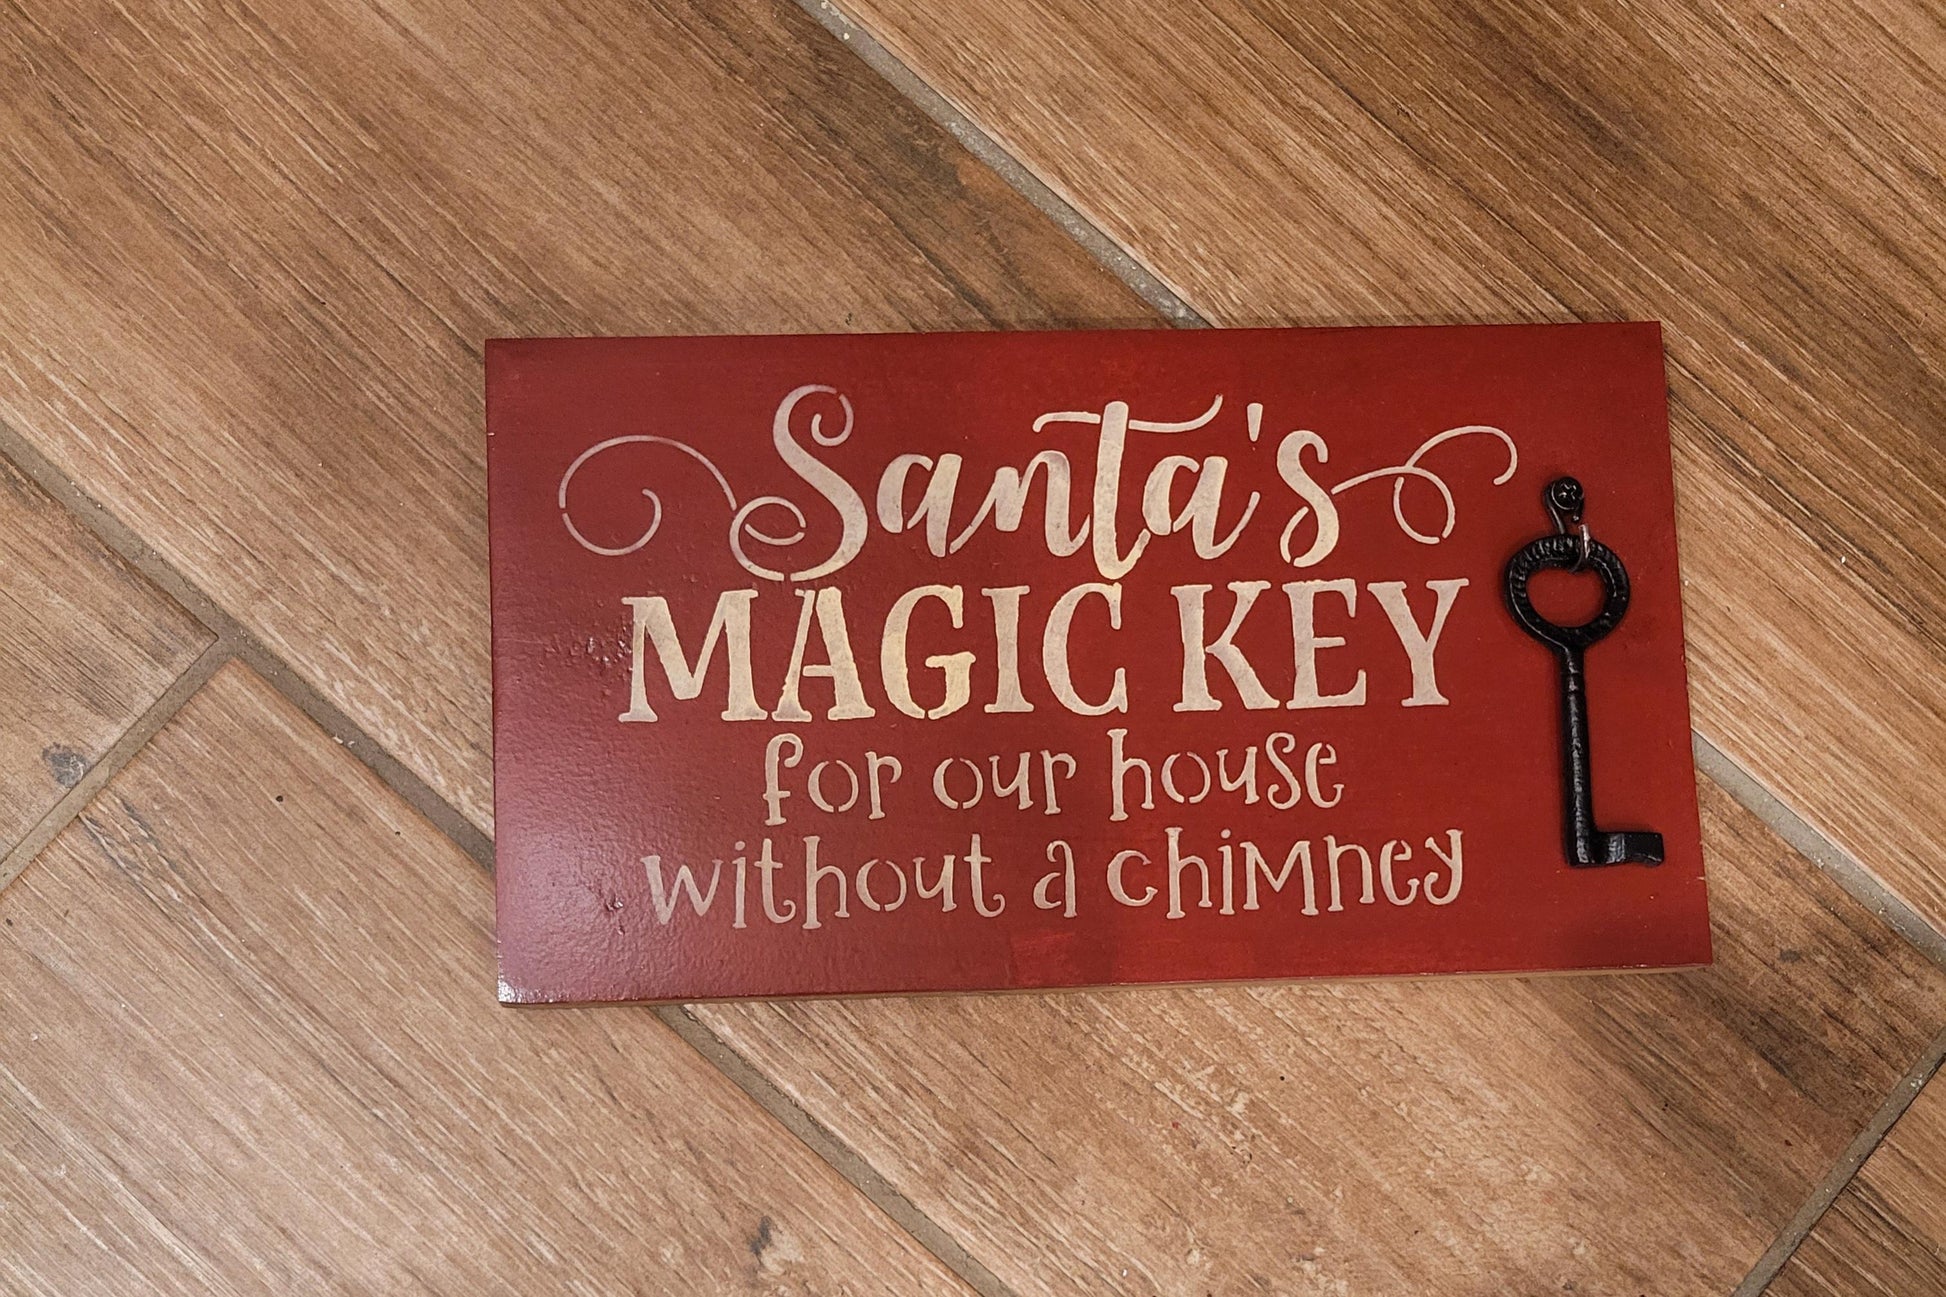 Santa's
MAGIC KEY
for our house
without a chimney